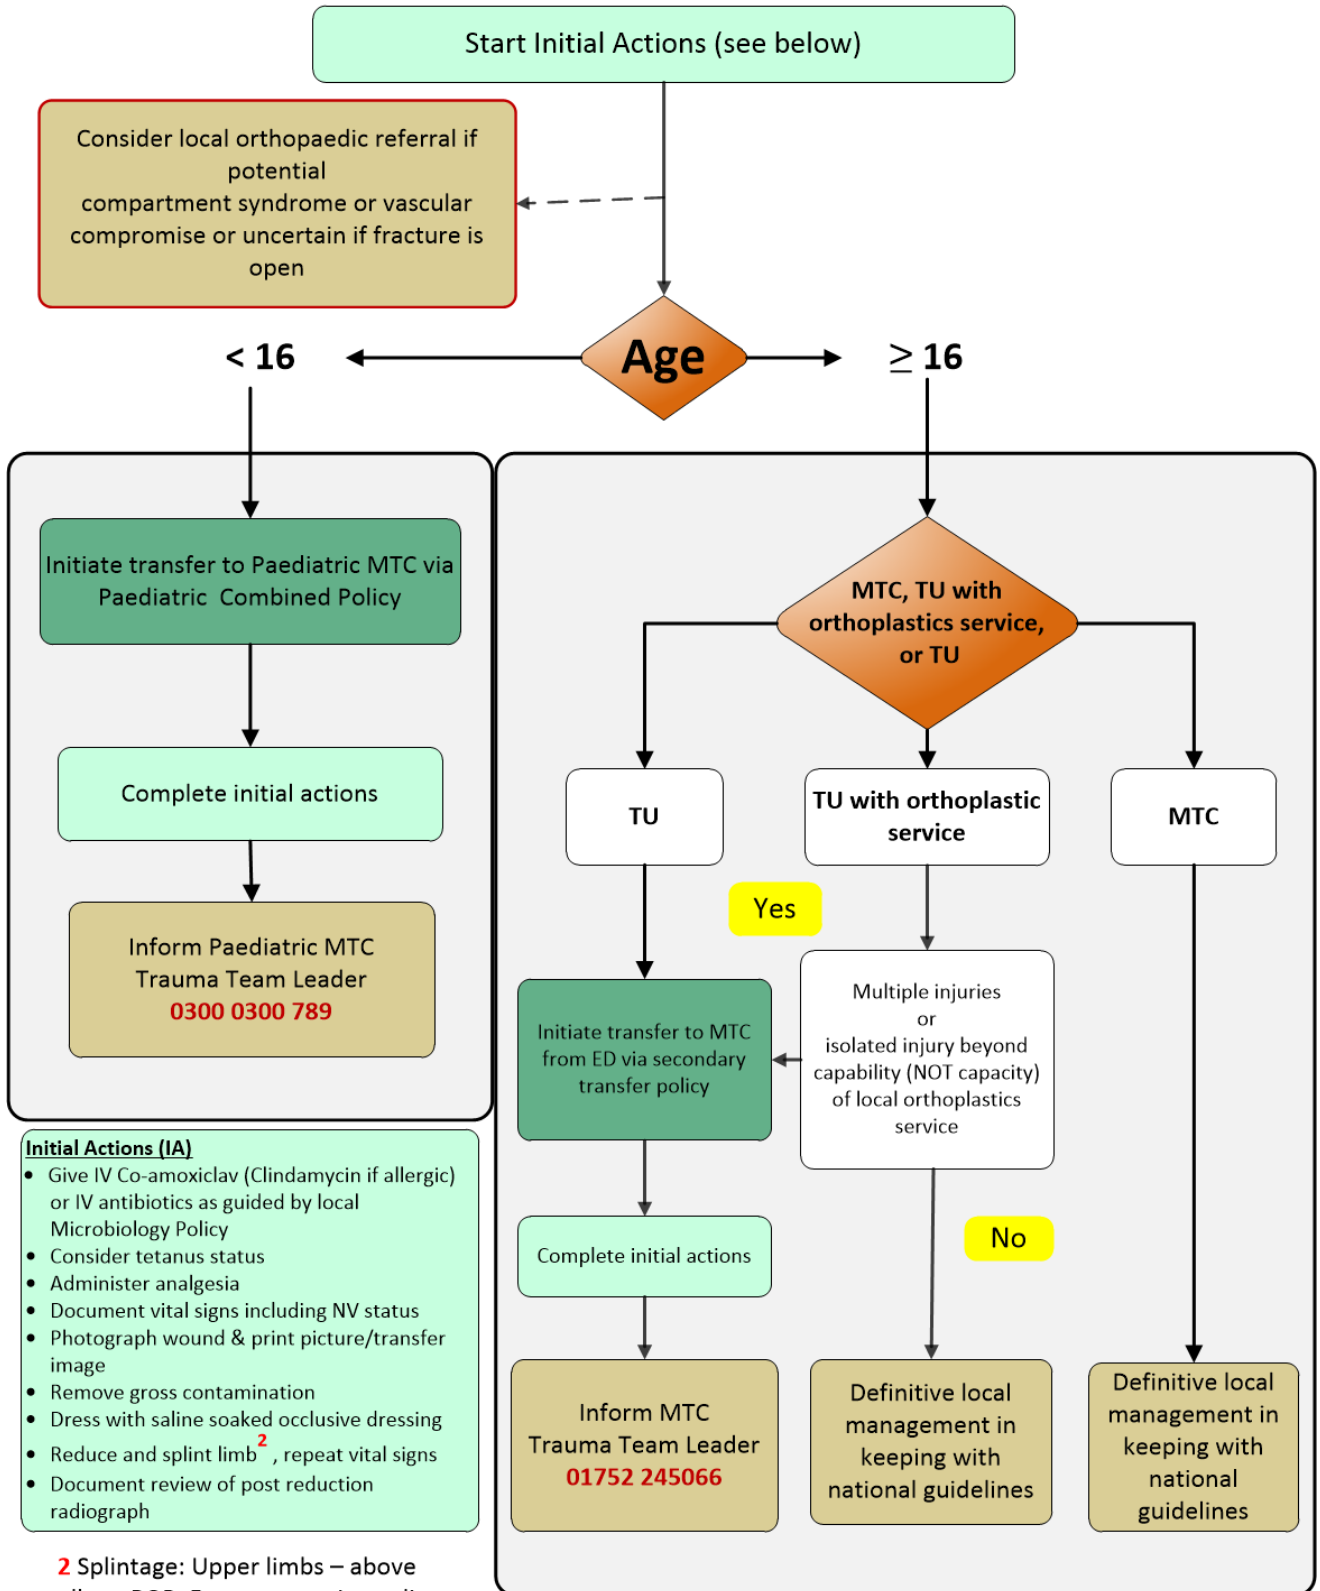 Start Initial Actions (see below)
Consider local orthopaedic referral if
potential
compartment syndrome or vascular
compromise or uncertain if fracture is
open
Age
< 16
≥ 16
Initiate transfer to Paediatric MTC via
Paediatric Combined Policy
Complete initial actions
Inform Paediatric MTC
Trauma Team Leader
0300 0300 789
MTC, TU with
orthoplastics service,
or TU
TU
TU with orthoplastic
service
MTC
Yes
Multiple injuries
or
isolated injury beyond
capability (NOT capacity)
of local orthoplastics
service
Initiate transfer to MTC
from ED via secondary
transfer policy
No
Complete initial actions
Inform MTC
Trauma Team Leader
01752 245066
Definitive local
management in
keeping with
national guidelines
Definitive local
management in
keeping with
national
guidelines
Initial Actions (IA)
• Give IV Co-amoxiclav (Clindamycin if allergic)
or IV antibiotics as guided by local
Microbiology Policy
• Consider tetanus status
• Administer analgesia
• Document vital signs including NV status
• Photograph wound & print picture/transfer
image
• Remove gross contamination
• Dress with saline soaked occlusive dressing
• Reduce and splint limb2 , repeat vital signs
• Document review of post reduction
radiograph
2 Splintage: Upper limbs – above